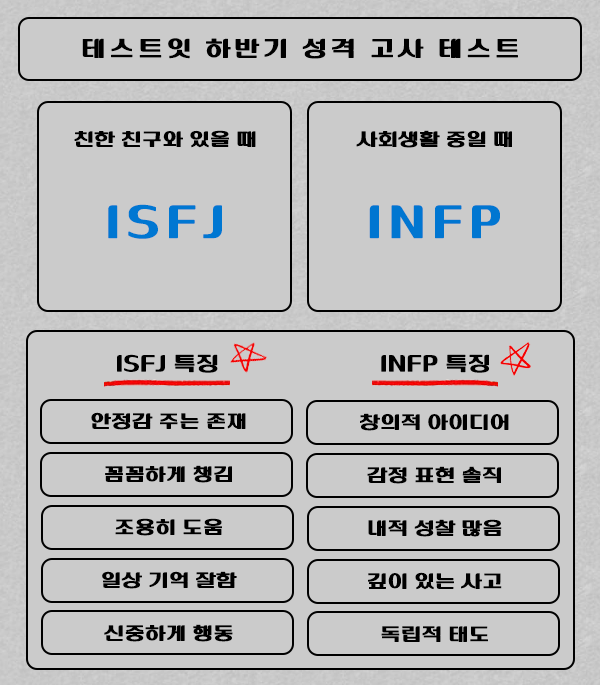 테스트잇 하반기 성격 고사 테스트
친한 친구와 있을 때
ISFJ
사회생활 중일 때
INFP
ISFJ 특징
안정감 주는 존재
꼼꼼하게 챙김
조용히 도움
일상 기억 잘함
신중하게 행동
INFP 특징
창의적 아이디어
감정 표현 솔직
내적 성찰 많음
깊이 있는 사고
독립적 태도